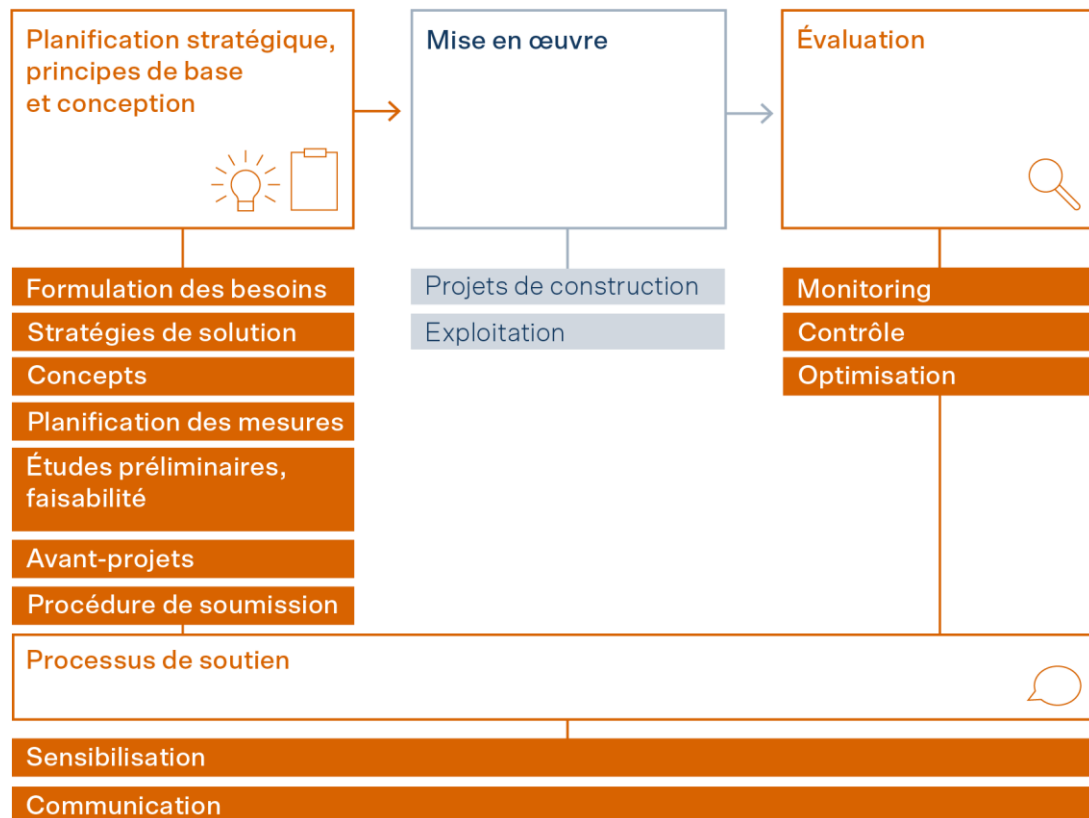 Planification stratégique,
principes de base
et conception
Mise en œuvre
Évaluation
Formulation des besoins
Stratégies de solution
Concepts
Planification des mesures
Études préliminaires,
faisabilité
Avant-projets
Procédure de soumission
Projets de construction
Exploitation
Monitoring
Contrôle
Optimisation
Processus de soutien
Sensibilisation
Communication